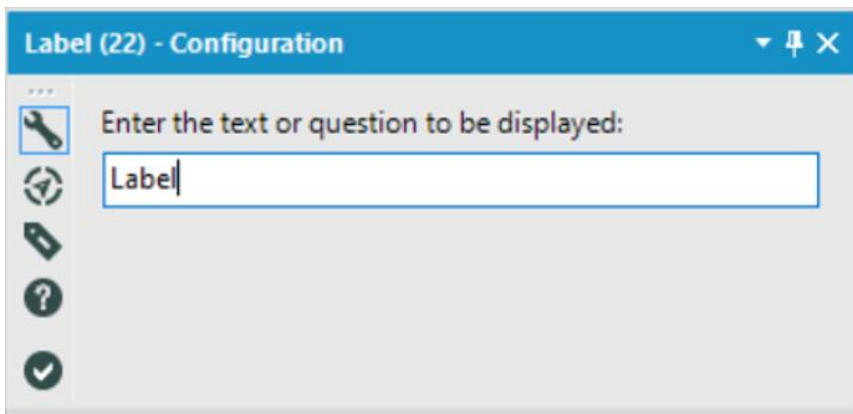 Label (22) - Configuration
Enter the text or question to be displayed:
Label